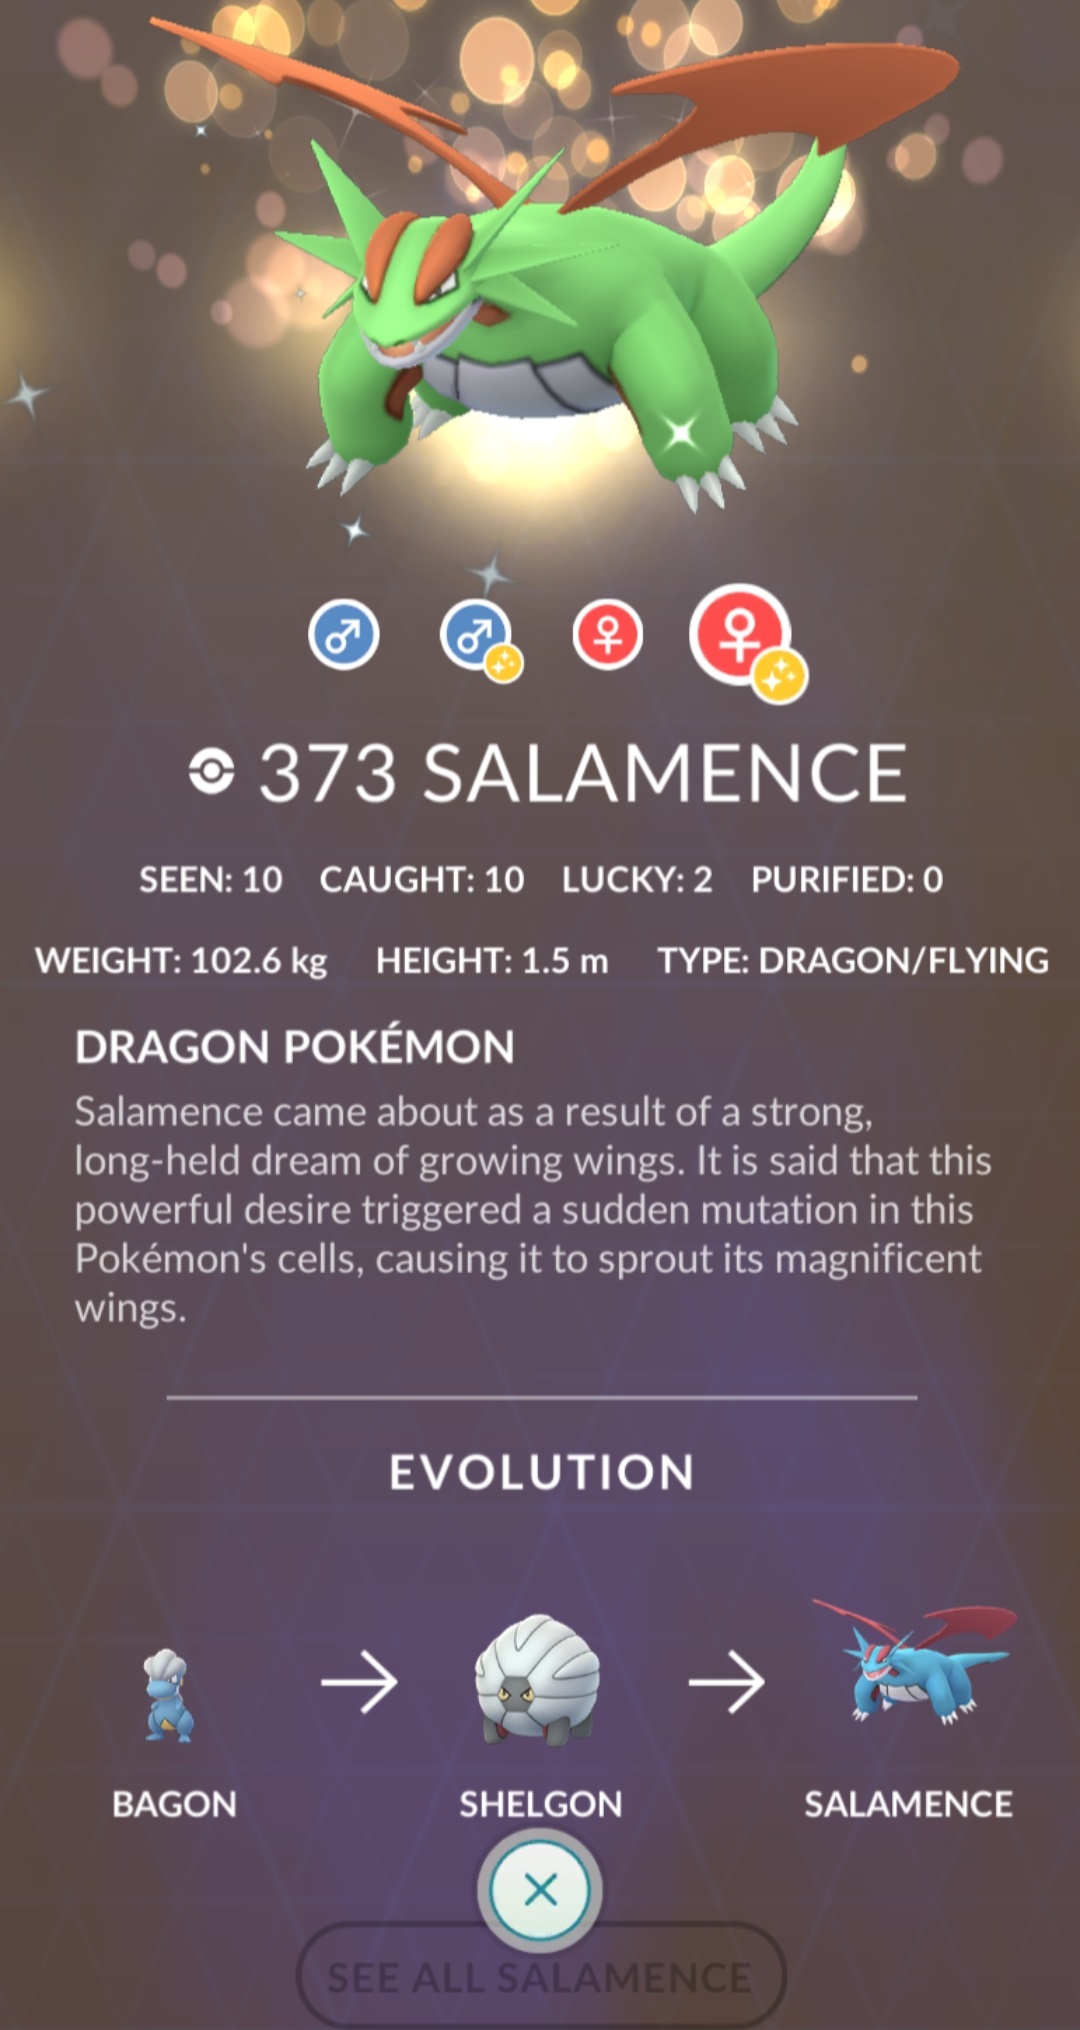 373 SALAMENCE
SEEN: 10 CAUGHT: 10 LUCKY: 2 PURIFIED: 0
WEIGHT: 102.6 kg HEIGHT: 1.5 m TYPE: DRAGON/FLYING
DRAGON POKÉMON
Salamence came about as a result of a strong,
long-held dream of growing wings. It is said that this
powerful desire triggered a sudden mutation in this
Pokémon's cells, causing it to sprout its magnificent
wings.
EVOLUTION
BAGON SHELGON SALAMENCE
SEE ALL SALAMENCE